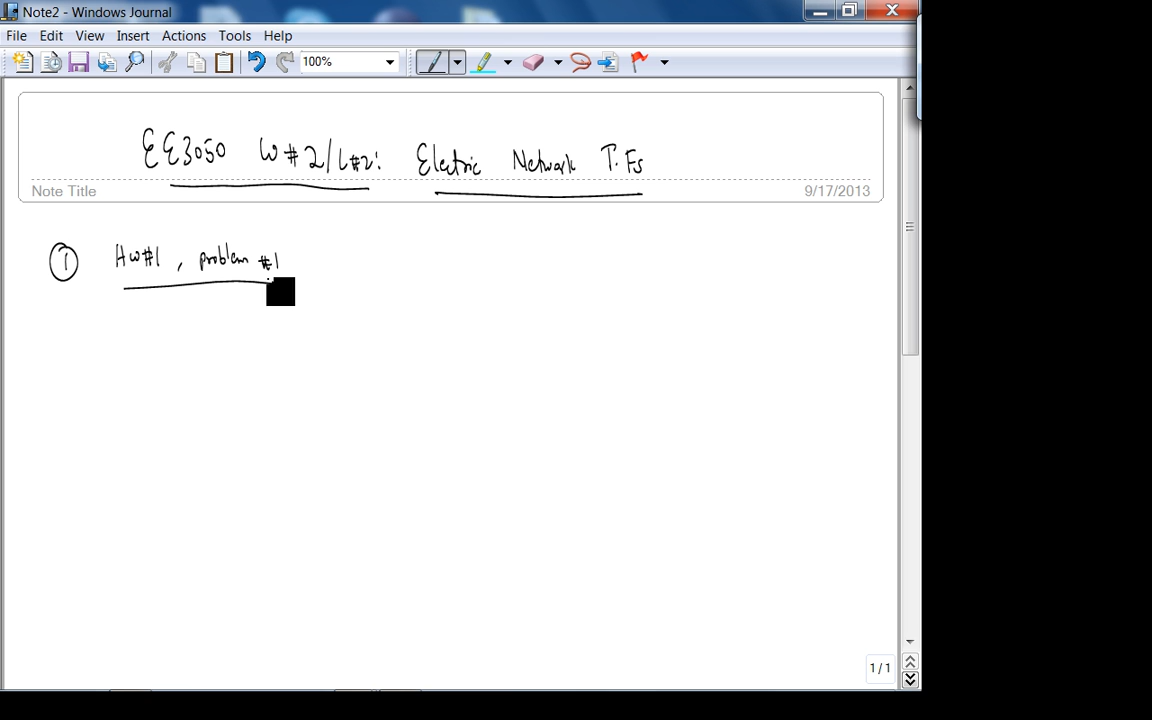 Note2 - Windows Journal
File Edit View Insert Actions Tools Help
100%
EE3050 W#2/L#2: Electric Network T.Fs
Note Title 9/17/2013
1 HW#1, problem #1
1 / 1